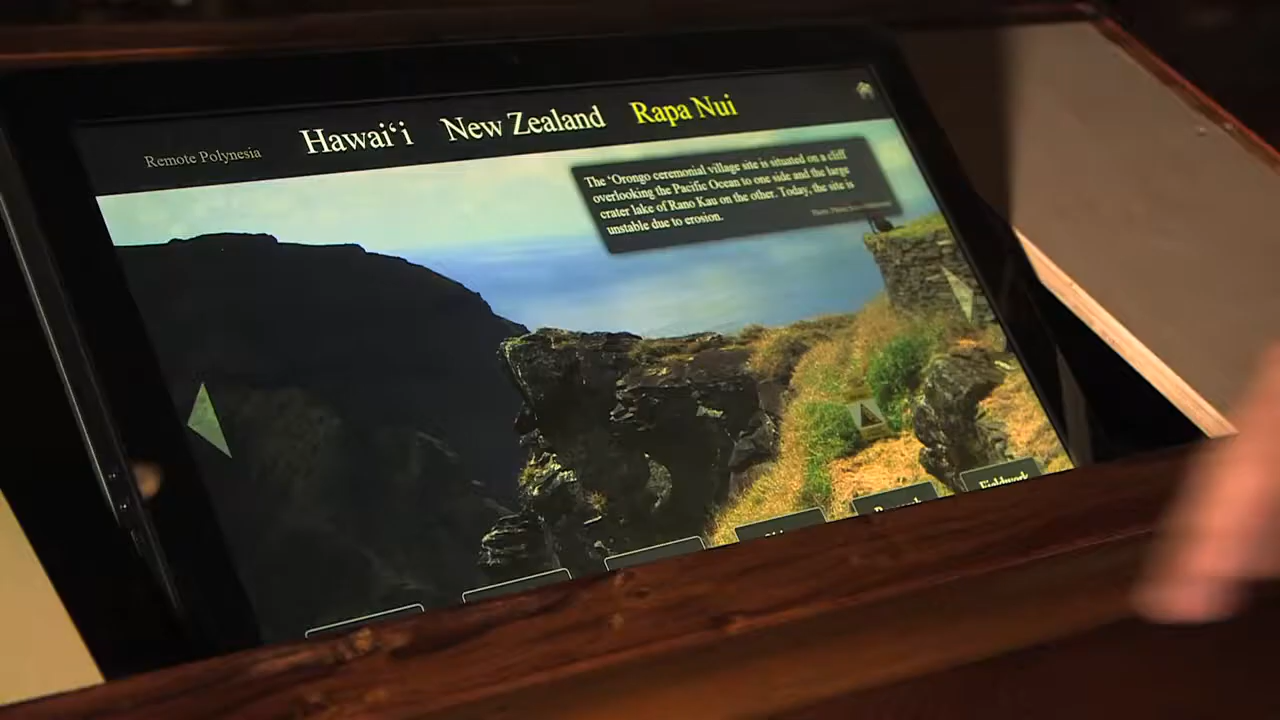 Remote Polynesia Hawaiʻi New Zealand Rapa Nui
The ʻOrongo ceremonial village site is situated on a cliff
overlooking the Pacific Ocean to one side and the large
crater lake of Rano Kau on the other. Today, the site is
unstable due to erosion.
Fieldwork